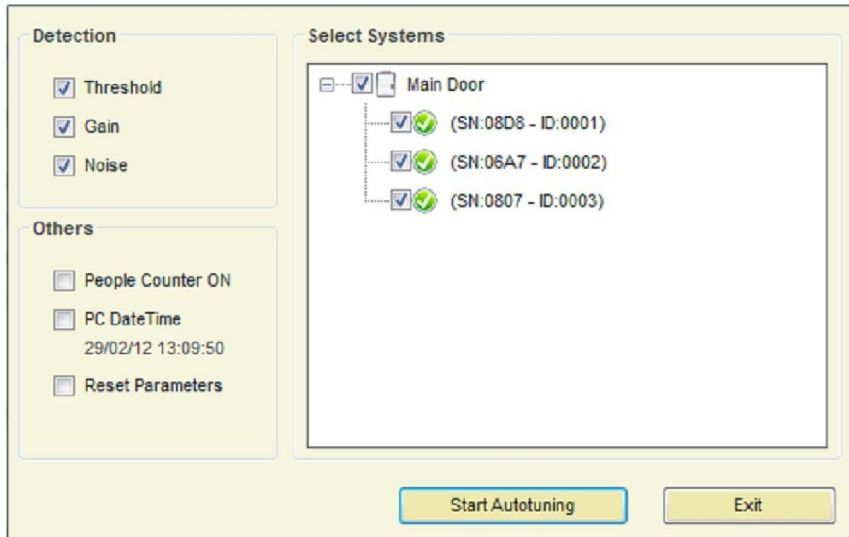 Detection
Threshold
Gain
Noise
Others
People Counter ON
PC DateTime
29/02/12 13:09:50
Reset Parameters
Select Systems
Main Door
(SN:08D8 - ID:0001)
(SN:06A7 - ID:0002)
(SN:0807 - ID:0003)
Start Autotuning
Exit